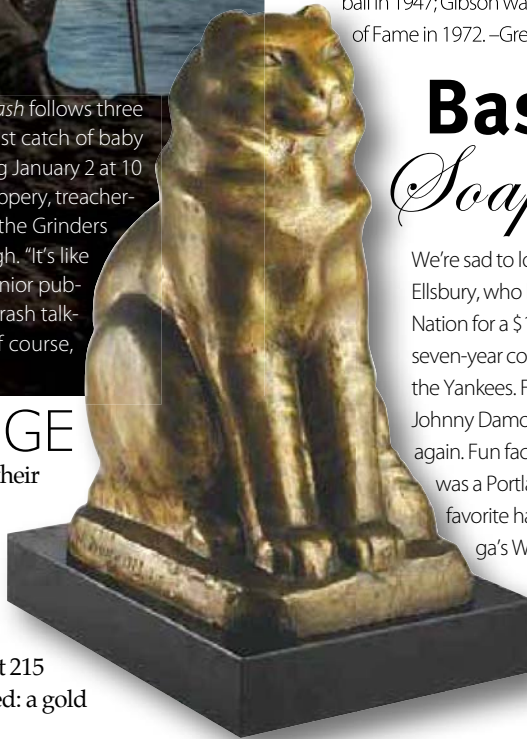 ball in 1947; Gibson wa
of Fame in 1972. –Gre
ash follows three
st catch of baby
g January 2 at 10
opery, treacher-
the Grinders
gh. “It’s like
nior pub-
rash talk-
f course,
GE
heir
t 215
ed: a gold
Bas
Soap
We’re sad to lo
Ellsbury, who
Nation for a $1
seven-year co
the Yankees. F
Johnny Damo
again. Fun fac
was a Portla
favorite ha
ga’s W